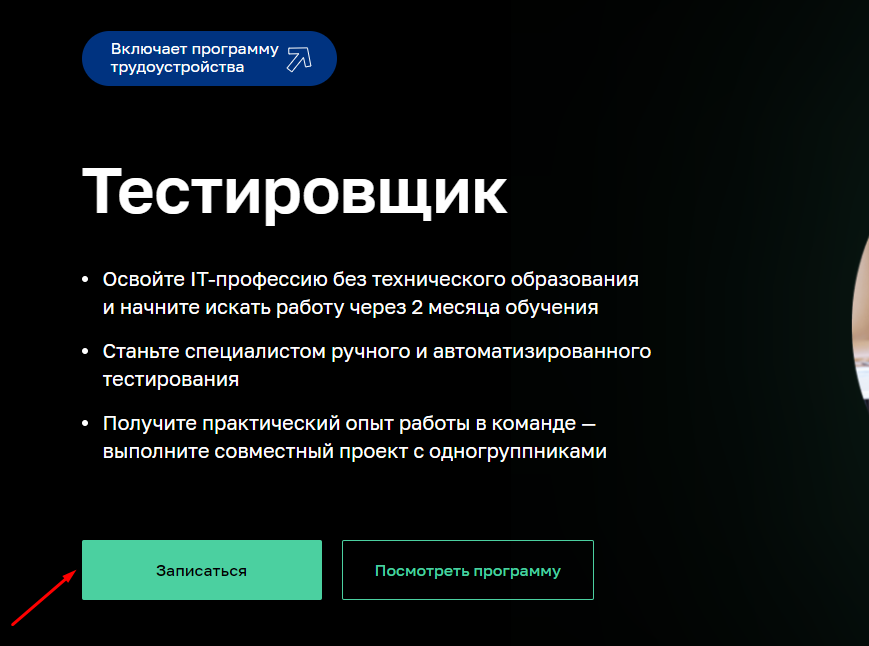 Включает программу
трудоустройства
Тестировщик
• Освойте IT-профессию без технического образования
и начните искать работу через 2 месяца обучения
• Станьте специалистом ручного и автоматизированного
тестирования
• Получите практический опыт работы в команде —
выполните совместный проект с одногруппниками
Записаться
Посмотреть программу